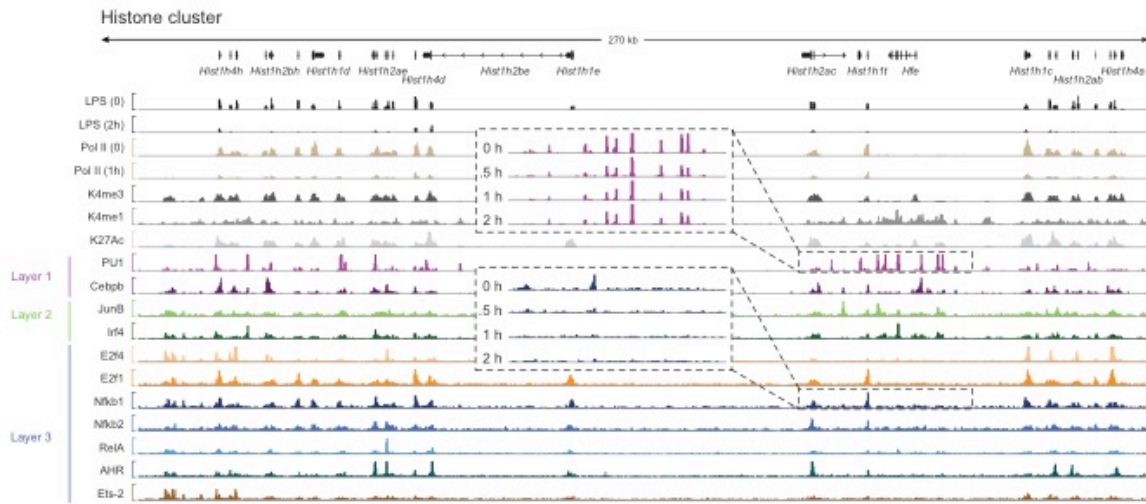 Histone cluster
270 kb
Hist1h4h Hist1h2bh Hist1h1d Hist1h2ae Hist1h4d Hist1h2be Hist1h1e Hist1h2ac Hist1h1t Hfe Hist1h1c Hist1h2ab Hist1h4a
LPS (0)
LPS (2h)
Pol II (0)
Pol II (1h)
K4me3
K4me1
K27Ac
0 h
.5 h
1 h
2 h
Layer 1
PU1
Cebpb
0 h
.5 h
1 h
2 h
Layer 2
JunB
Irf4
Layer 3
E2f4
E2f1
Nfkb1
Nfkb2
RelA
AHR
Ets-2